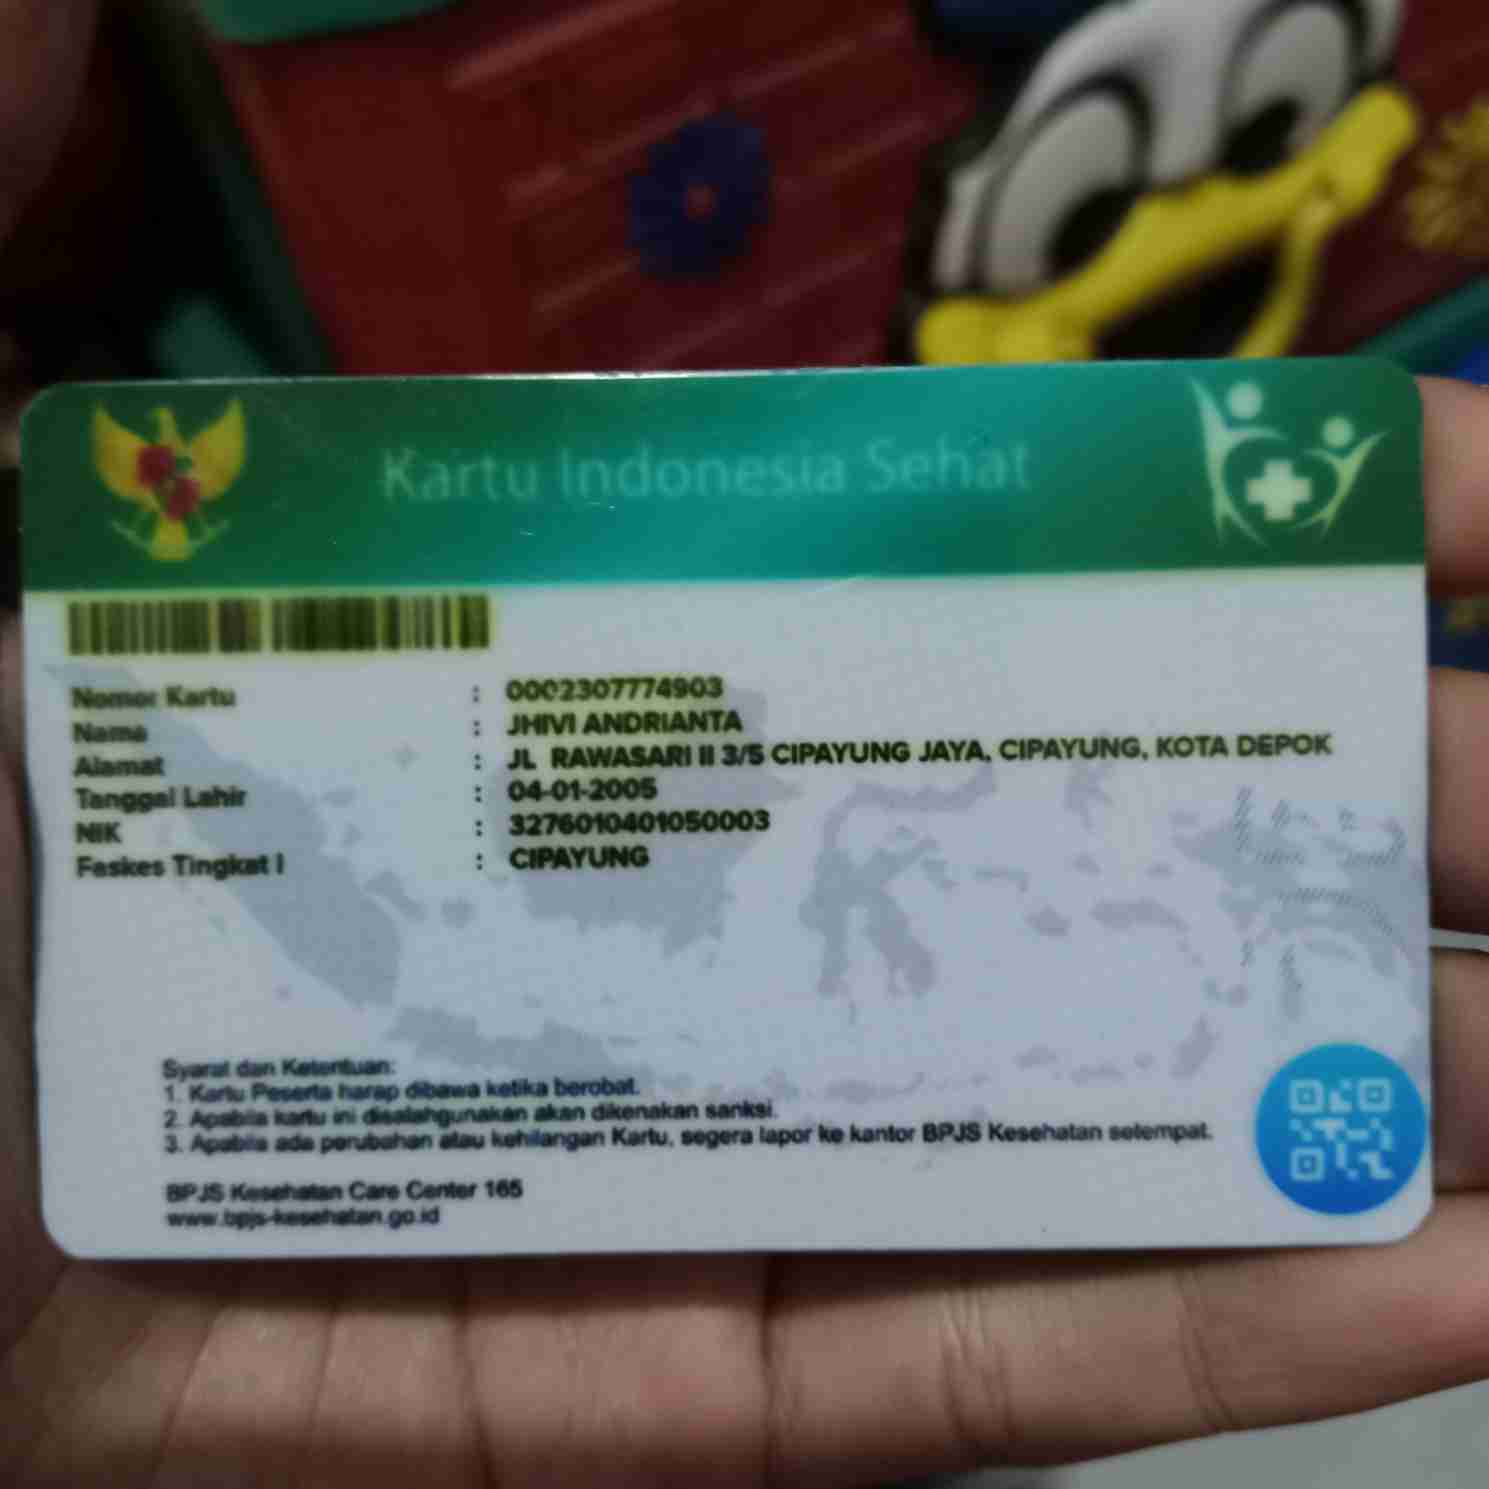 Kartu Indonesia Sehat
Nomor Kartu : 0002307774903
Nama : JHIVI ANDRIANTA
Alamat : JL RAWASARI II 3/5 CIPAYUNG JAYA, CIPAYUNG, KOTA DEPOK
Tanggal Lahir : 04-01-2005
NIK : 3276010401050003
Faskes Tingkat I : CIPAYUNG
Syarat dan Ketentuan:
1. Kartu Peserta harap dibawa ketika berobat.
2. Apabila kartu ini disalahgunakan akan dikenakan sanksi.
3. Apabila ada perubahan atau kehilangan Kartu, segera lapor ke kantor BPJS Kesehatan setempat.
BPJS Kesehatan Care Center 165
www.bpjs-kesehatan.go.id